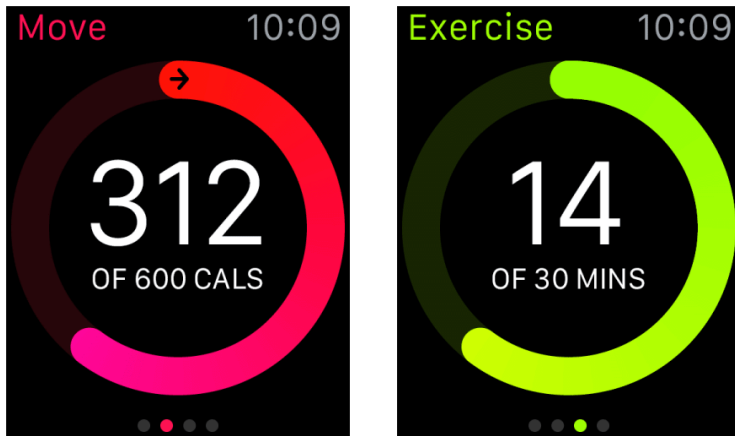 Move 10:09
312
OF 600 CALS
Exercise 10:09
14
OF 30 MINS